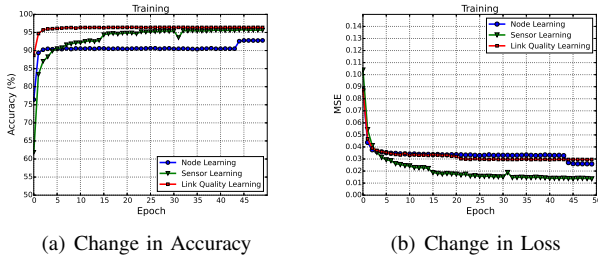 Training
Accuracy (%)
100
95
90
85
80
75
70
65
60
55
50
Node Learning
Sensor Learning
Link Quality Learning
0 5 10 15 20 25 30 35 40 45
Epoch
(a) Change in Accuracy
Training
MSE
0.14
0.13
0.12
0.11
0.10
0.09
0.08
0.07
0.06
0.05
0.04
0.03
0.02
0.01
0.00
Node Learning
Sensor Learning
Link Quality Learning
0 5 10 15 20 25 30 35 40 45 50
Epoch
(b) Change in Loss